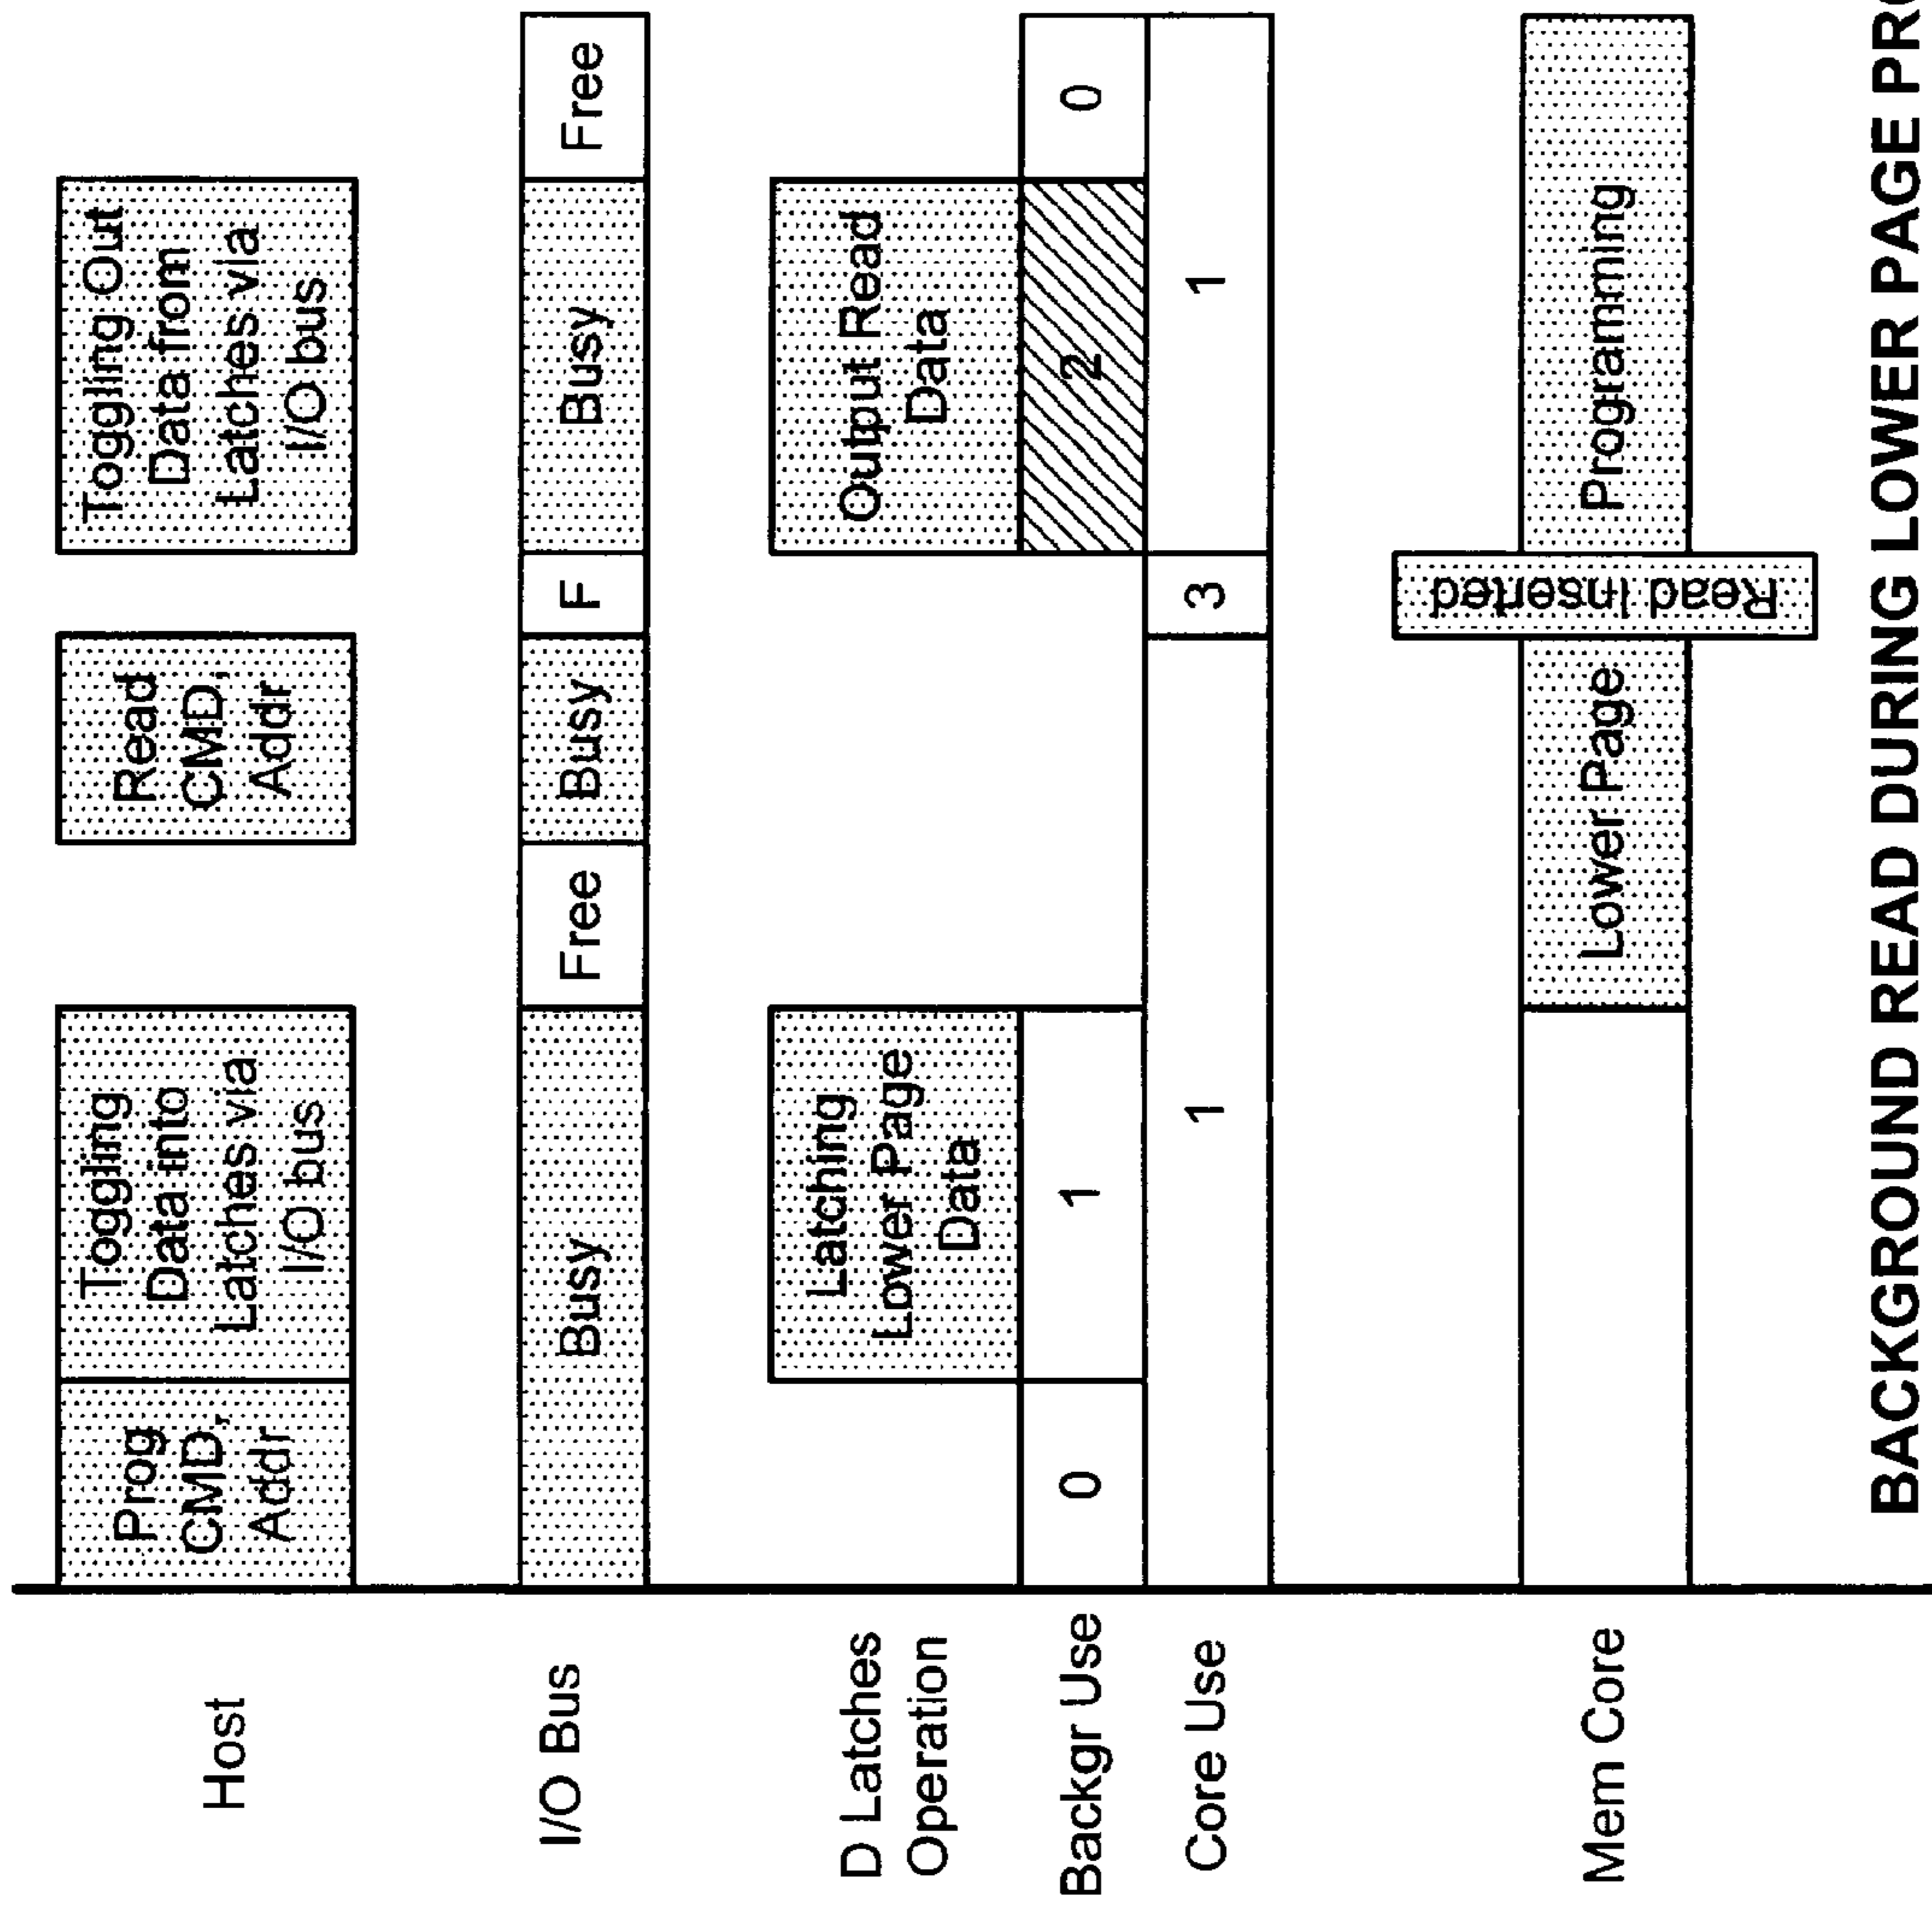 Host
Prog
CMD,
Addr
Toggling
Data into
Latches via
I/O bus
Read
CMD,
Addr
Toggling Out
Data from
Latches via
I/O bus
I/O Bus
Busy
Free
Busy
F
Busy
Free
D Latches
Operation
Latching
Lower Page
Data
Output Read
Data
Backgr Use
0
1
2
0
Core Use
1
3
1
Mem Core
Lower Page
Read Inserted
Programming
BACKGROUND READ DURING LOWER PAGE